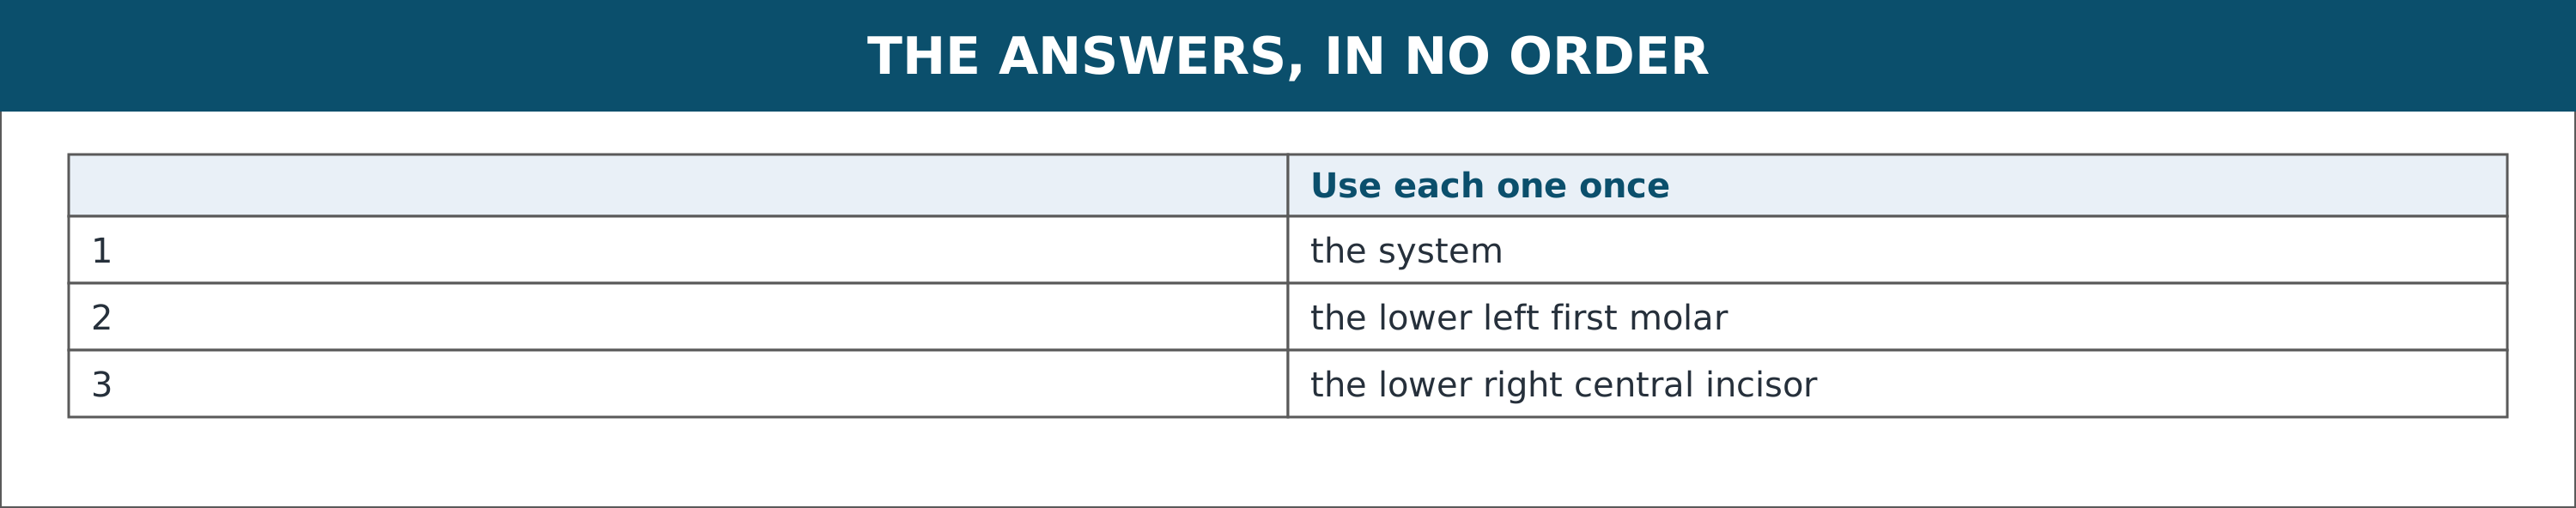 THE ANSWERS, IN NO ORDER
Use each one once
1 the system
2 the lower left first molar
3 the lower right central incisor